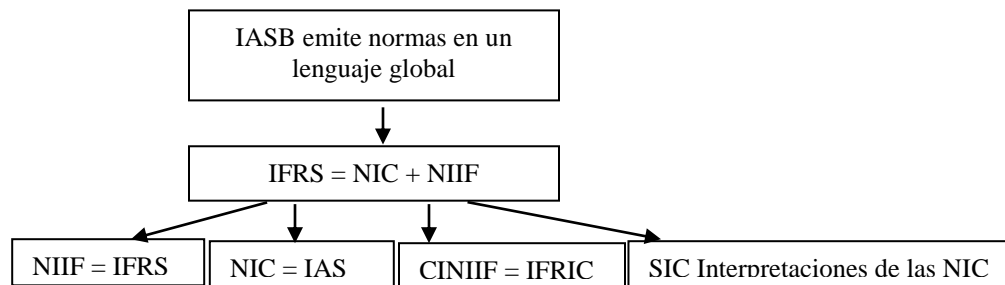 IASB emite normas en un
lenguaje global
IFRS = NIC + NIIF
NIIF = IFRS
NIC = IAS
CINIIF = IFRIC
SIC Interpretaciones de las NIC